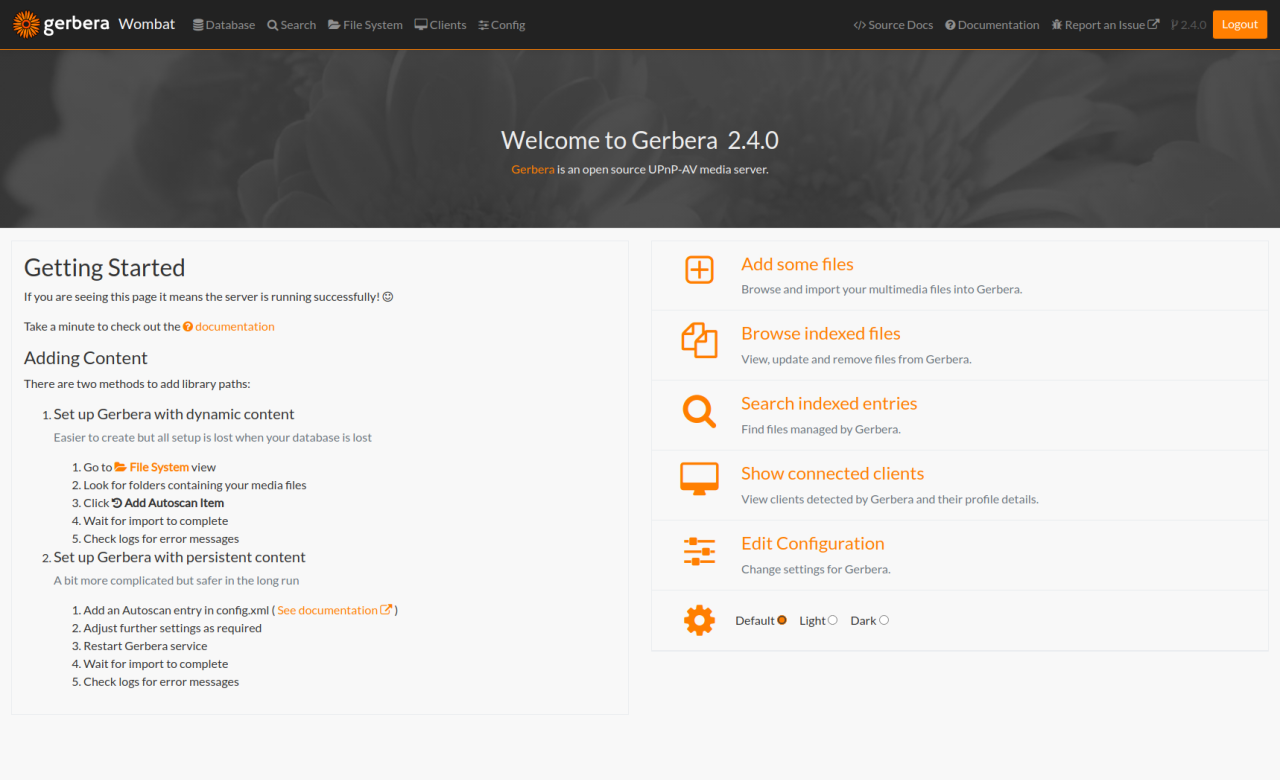 gerbera Wombat Database Search File System Clients Config Source Docs Documentation Report an Issue 2.4.0 Logout
Welcome to Gerbera 2.4.0
Gerbera is an open source UPnP-AV media server.
Getting Started
If you are seeing this page it means the server is running successfully!
Take a minute to check out the documentation
Adding Content
There are two methods to add library paths:
1. Set up Gerbera with dynamic content
Easier to create but all setup is lost when your database is lost
1. Go to File System view
2. Look for folders containing your media files
3. Click Add Autoscan Item
4. Wait for import to complete
5. Check logs for error messages
2. Set up Gerbera with persistent content
A bit more complicated but safer in the long run
1. Add an Autoscan entry in config.xml ( See documentation )
2. Adjust further settings as required
3. Restart Gerbera service
4. Wait for import to complete
5. Check logs for error messages
Add some files
Browse and import your multimedia files into Gerbera.
Browse indexed files
View, update and remove files from Gerbera.
Search indexed entries
Find files managed by Gerbera.
Show connected clients
View clients detected by Gerbera and their profile details.
Edit Configuration
Change settings for Gerbera.
Default Light Dark